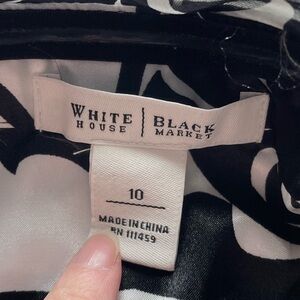 WHITE HOUSE | BLACK MARKET
10
MADE IN CHINA
RN 111459